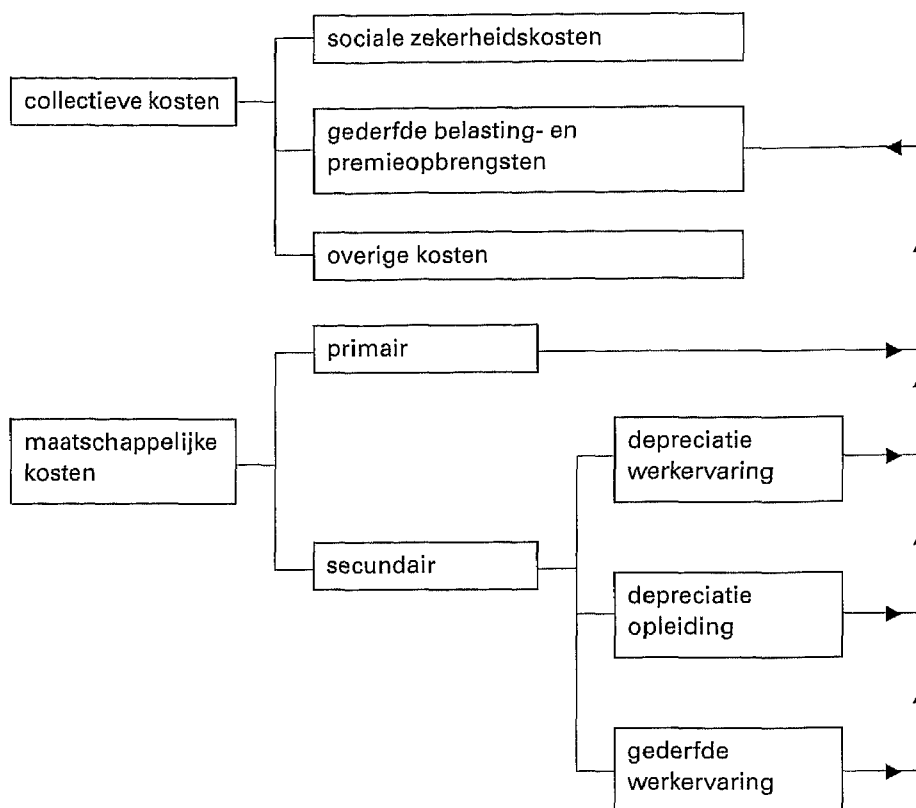 sociale zekerheidskosten
collectieve kosten
gederfde belasting- en
premieopbrengsten
overige kosten
primair
maatschappelijke
kosten
depreciatie
werkervaring
secundair
depreciatie
opleiding
gederfde
werkervaring